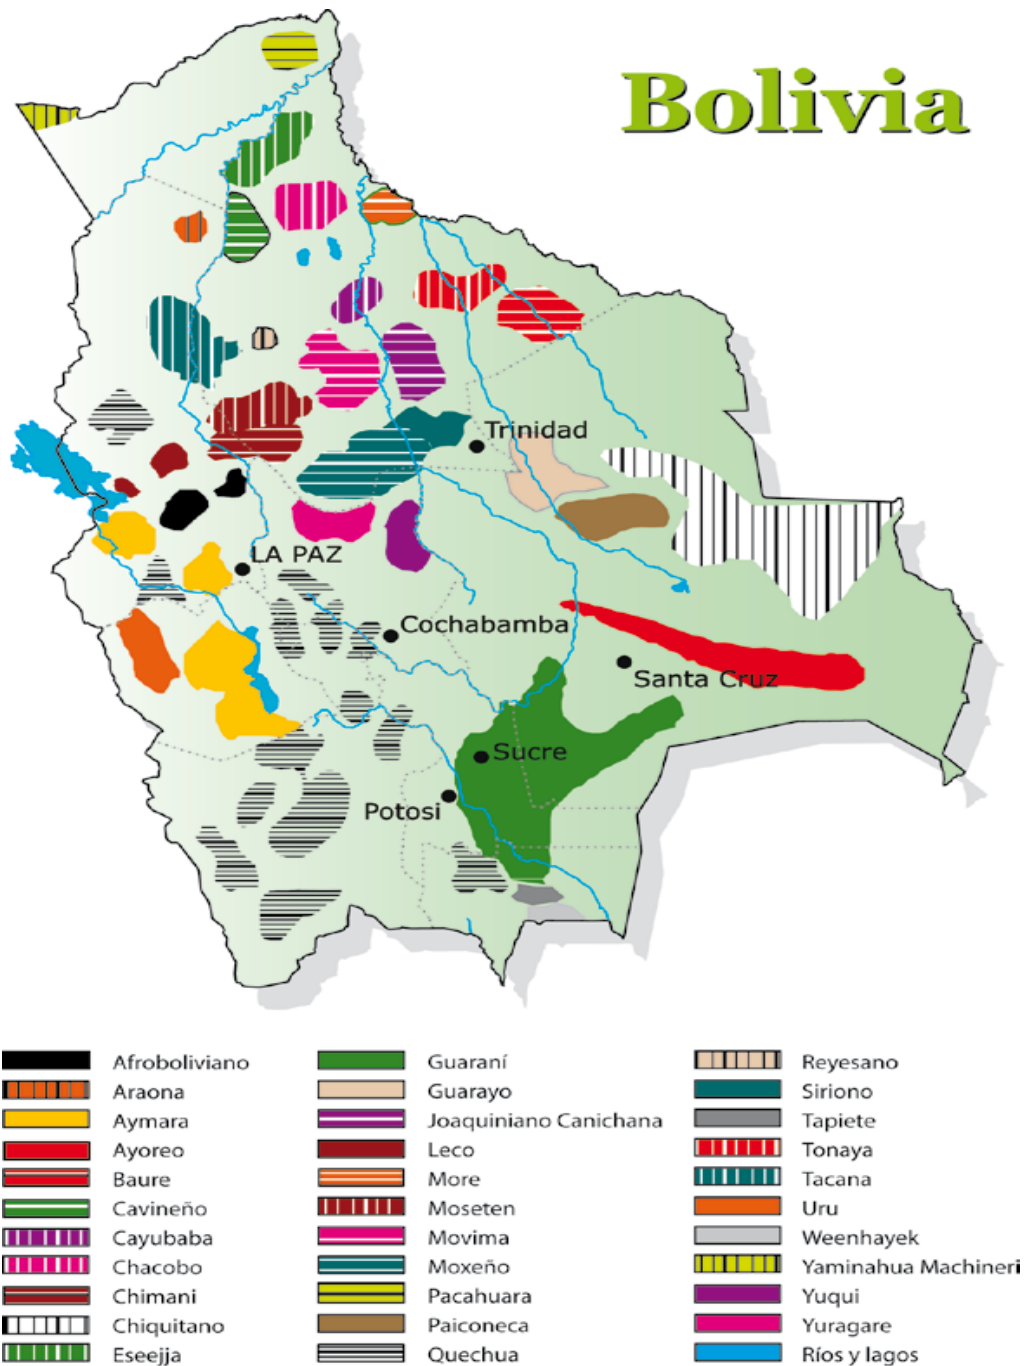 Bolivia
Trinidad
LA PAZ
Cochabamba
Santa Cruz
Sucre
Potosi
Afroboliviano
Araona
Aymara
Ayoreo
Baure
Cavineño
Cayubaba
Chacobo
Chimani
Chiquitano
Eseejja
Guaraní
Guarayo
Joaquiniano Canichana
Leco
More
Moseten
Movima
Moxeño
Pacahuara
Paiconeca
Quechua
Reyesano
Siriono
Tapiete
Tonaya
Tacana
Uru
Weenhayek
Yaminahua Machineri
Yuqui
Yuragare
Ríos y lagos